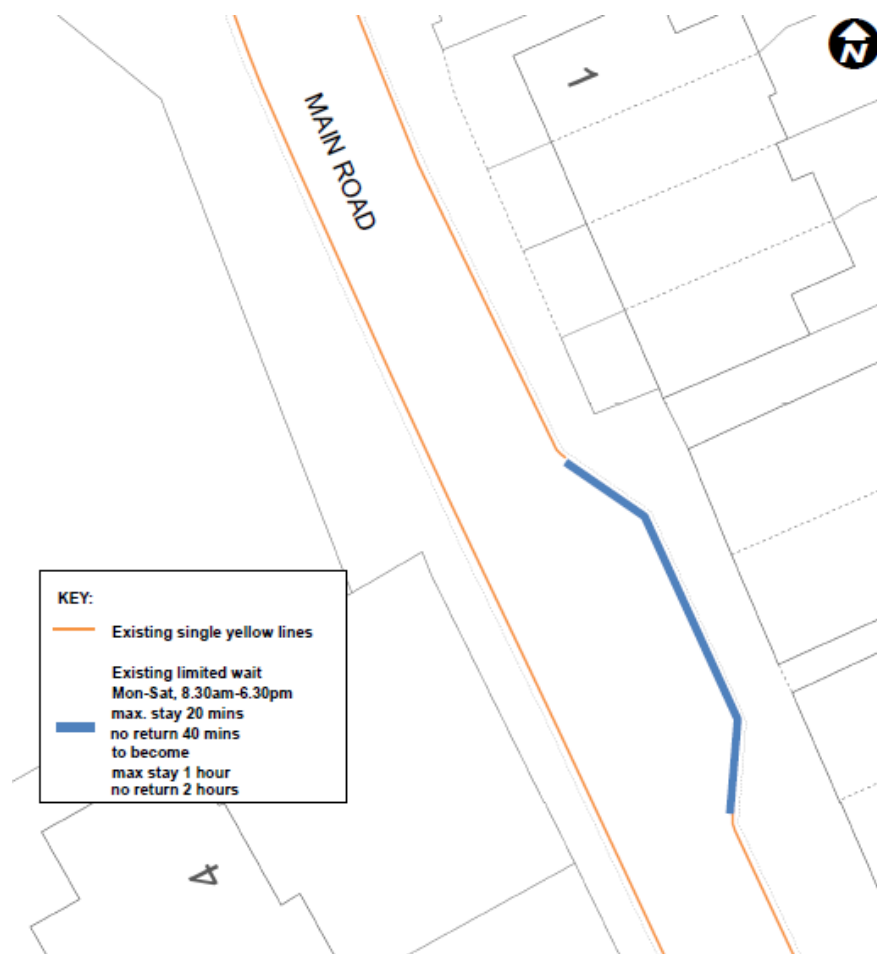 N
1
MAIN ROAD
KEY:
Existing single yellow lines
Existing limited wait
Mon-Sat, 8.30am-6.30pm
max. stay 20 mins
no return 40 mins
to become
max stay 1 hour
no return 2 hours
4